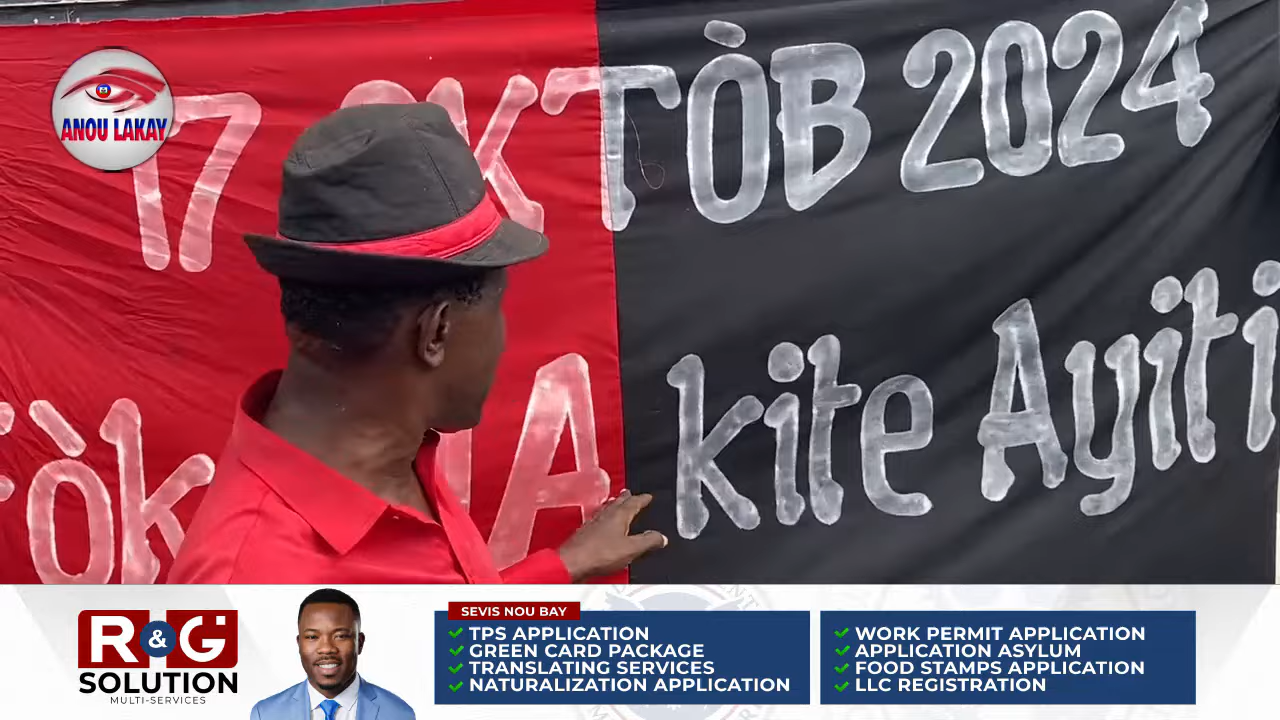 ANOU LAKAY
17 OKTÒB 2024
fòk kite Ayiti
R&G
SOLUTION
MULTI-SERVICES
SEVIS NOU BAY
TPS APPLICATION
GREEN CARD PACKAGE
TRANSLATING SERVICES
NATURALIZATION APPLICATION
WORK PERMIT APPLICATION
APPLICATION ASYLUM
FOOD STAMPS APPLICATION
LLC REGISTRATION